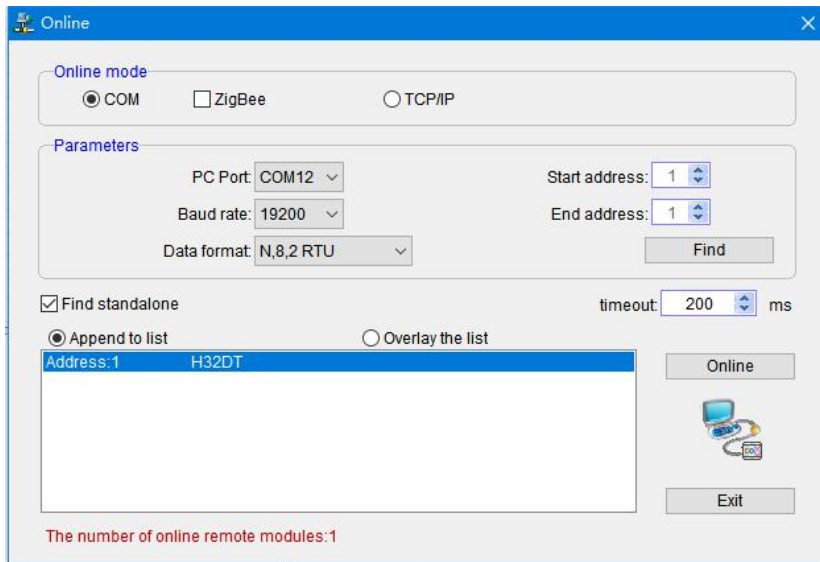 Online
Online mode
COM ZigBee TCP/IP
Parameters
PC Port: COM12 Start address: 1
Baud rate: 19200 End address: 1
Data format: N,8,2 RTU Find
Find standalone timeout: 200 ms
Append to list Overlay the list
Address:1 H32DT
Online
Exit
The number of online remote modules:1